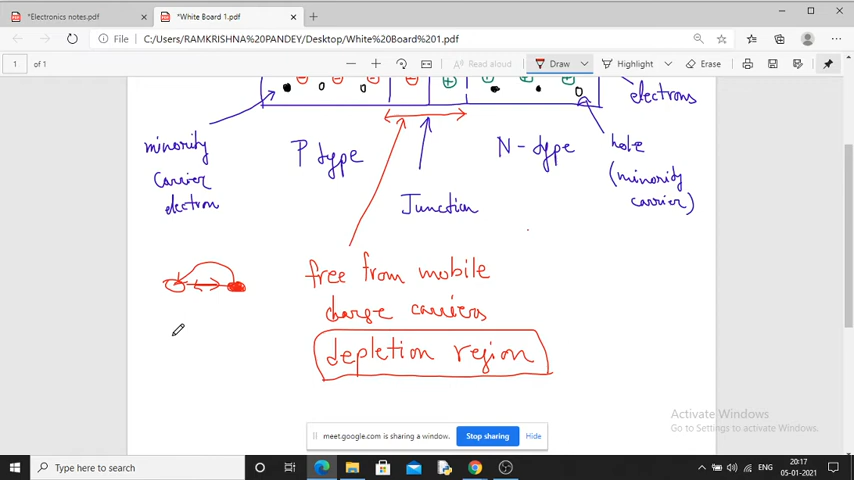 *Electronics notes.pdf
*White Board 1.pdf
File
C:/Users/RAMKRISHNA%20PANDEY/Desktop/White%20Board%201.pdf
1
of 1
Read aloud
Draw
Highlight
Erase
electrons
minority
carrier
electron
P type
Junction
N-type
hole
(minority
carrier)
free from mobile
charge carriers
depletion region
Activate Windows
Go to Settings to activate Windows.
meet.google.com is sharing a window.
Stop sharing
Hide
Type here to search
ENG
20:17
05-01-2021